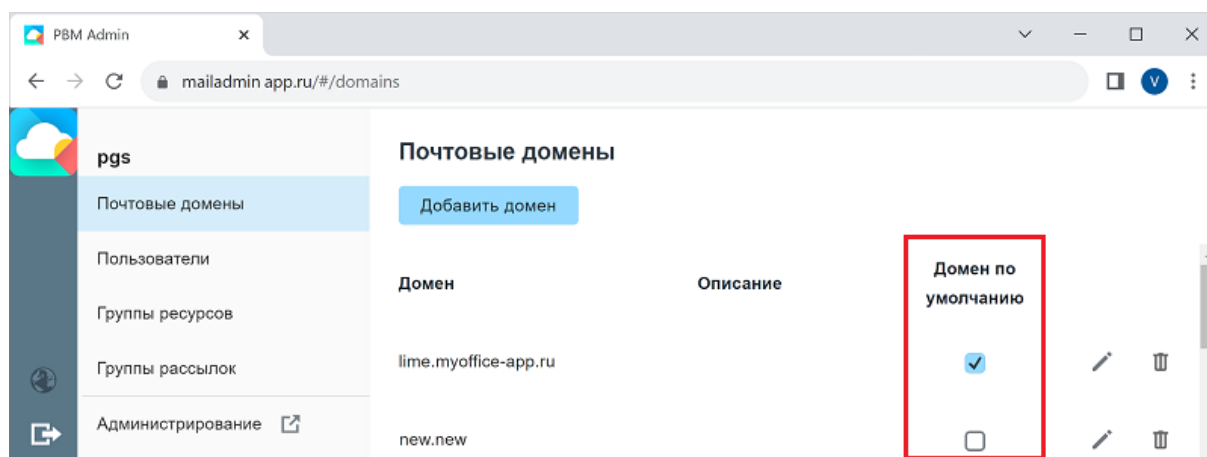 PBM Admin
mailadmin app.ru/#/domains
V
pgs
Почтовые домены
Пользователи
Группы ресурсов
Группы рассылок
Администрирование
Почтовые домены
Добавить домен
Домен
Описание
Домен по
умолчанию
lime.myoffice-app.ru
new.new